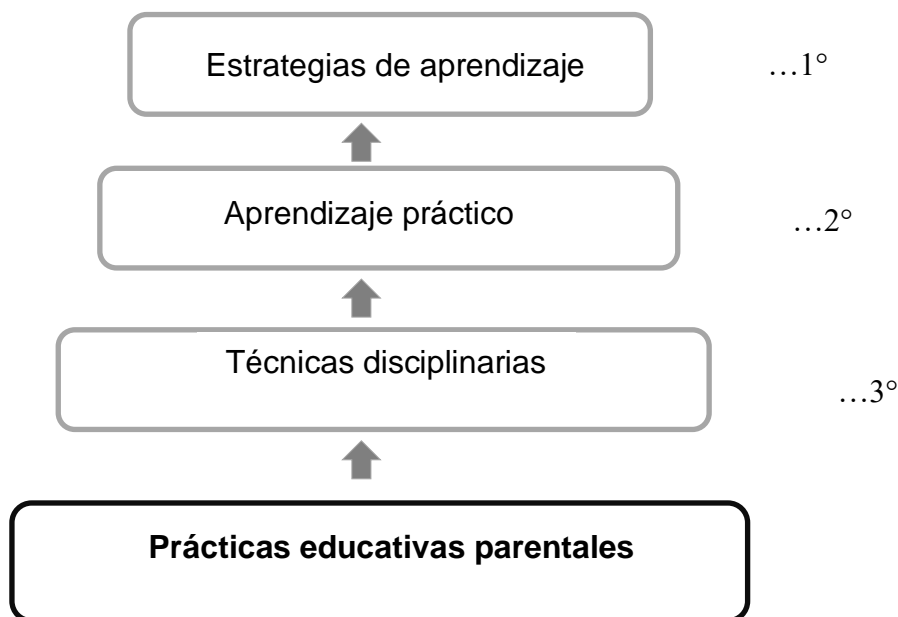 Estrategias de aprendizaje …1°
Aprendizaje práctico …2°
Técnicas disciplinarias
…3°
Prácticas educativas parentales